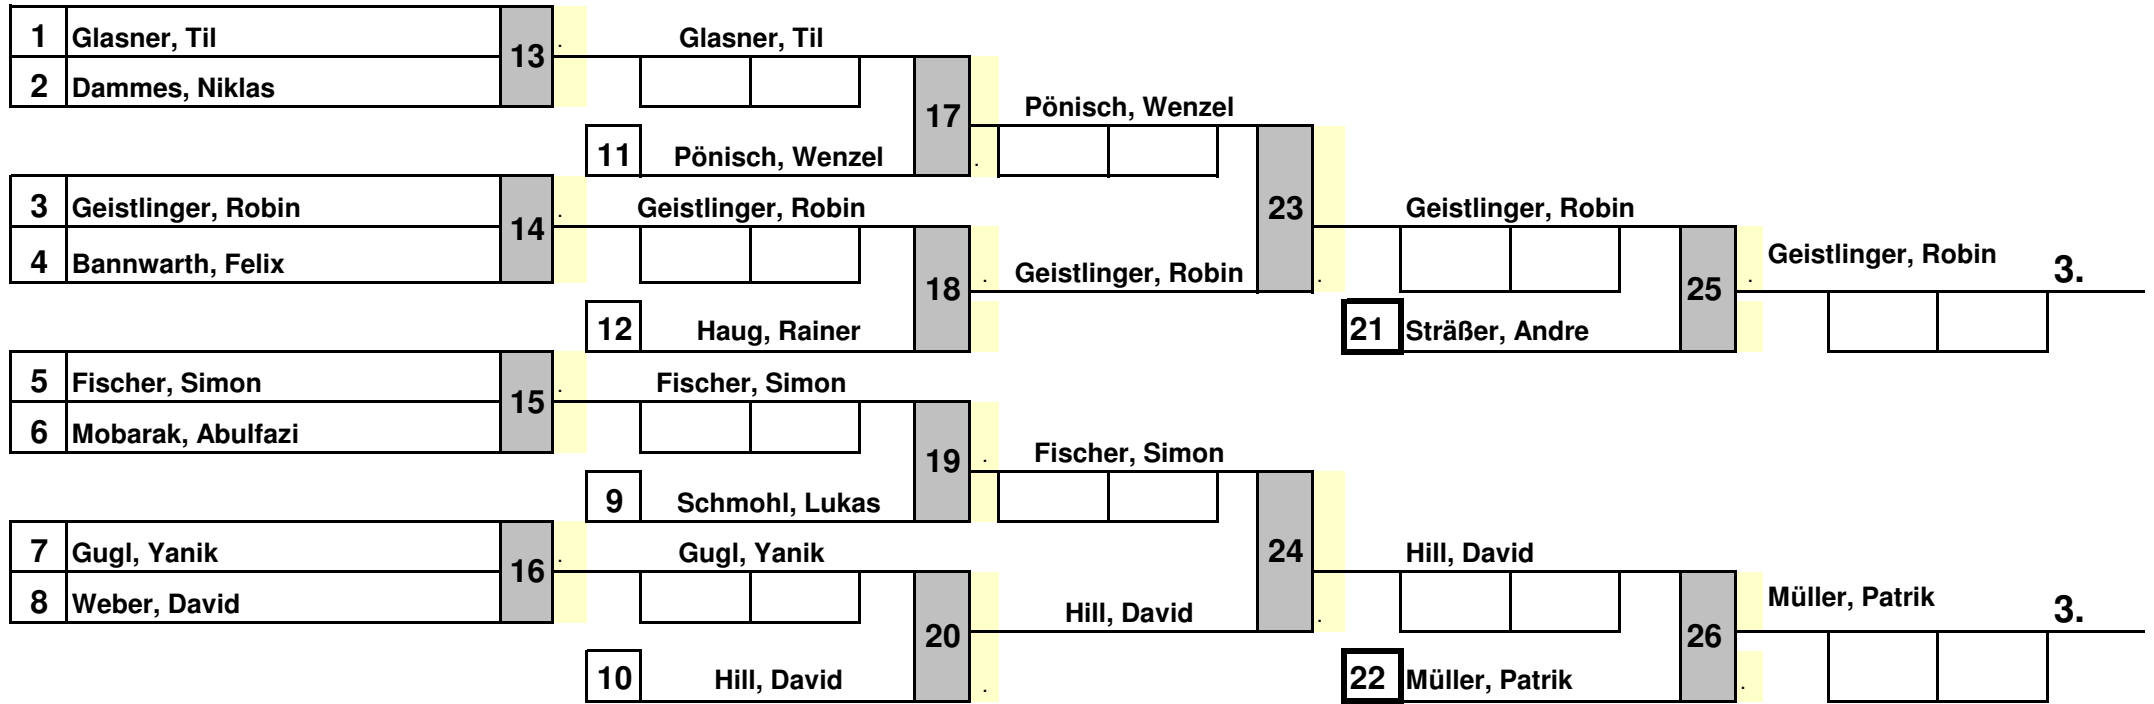 1 Glasner, Til 13 Glasner, Til
2 Dammes, Niklas
17 Pönisch, Wenzel
11 Pönisch, Wenzel
3 Geistlinger, Robin 14 Geistlinger, Robin 23 Geistlinger, Robin
4 Bannwarth, Felix
18 Geistlinger, Robin 25 Geistlinger, Robin 3.
12 Haug, Rainer 21 Sträßer, Andre
5 Fischer, Simon 15 Fischer, Simon
6 Mobarak, Abulfazi
19 Fischer, Simon
9 Schmohl, Lukas
7 Gugl, Yanik 16 Gugl, Yanik 24 Hill, David
8 Weber, David
20 Hill, David 26 Müller, Patrik 3.
10 Hill, David 22 Müller, Patrik